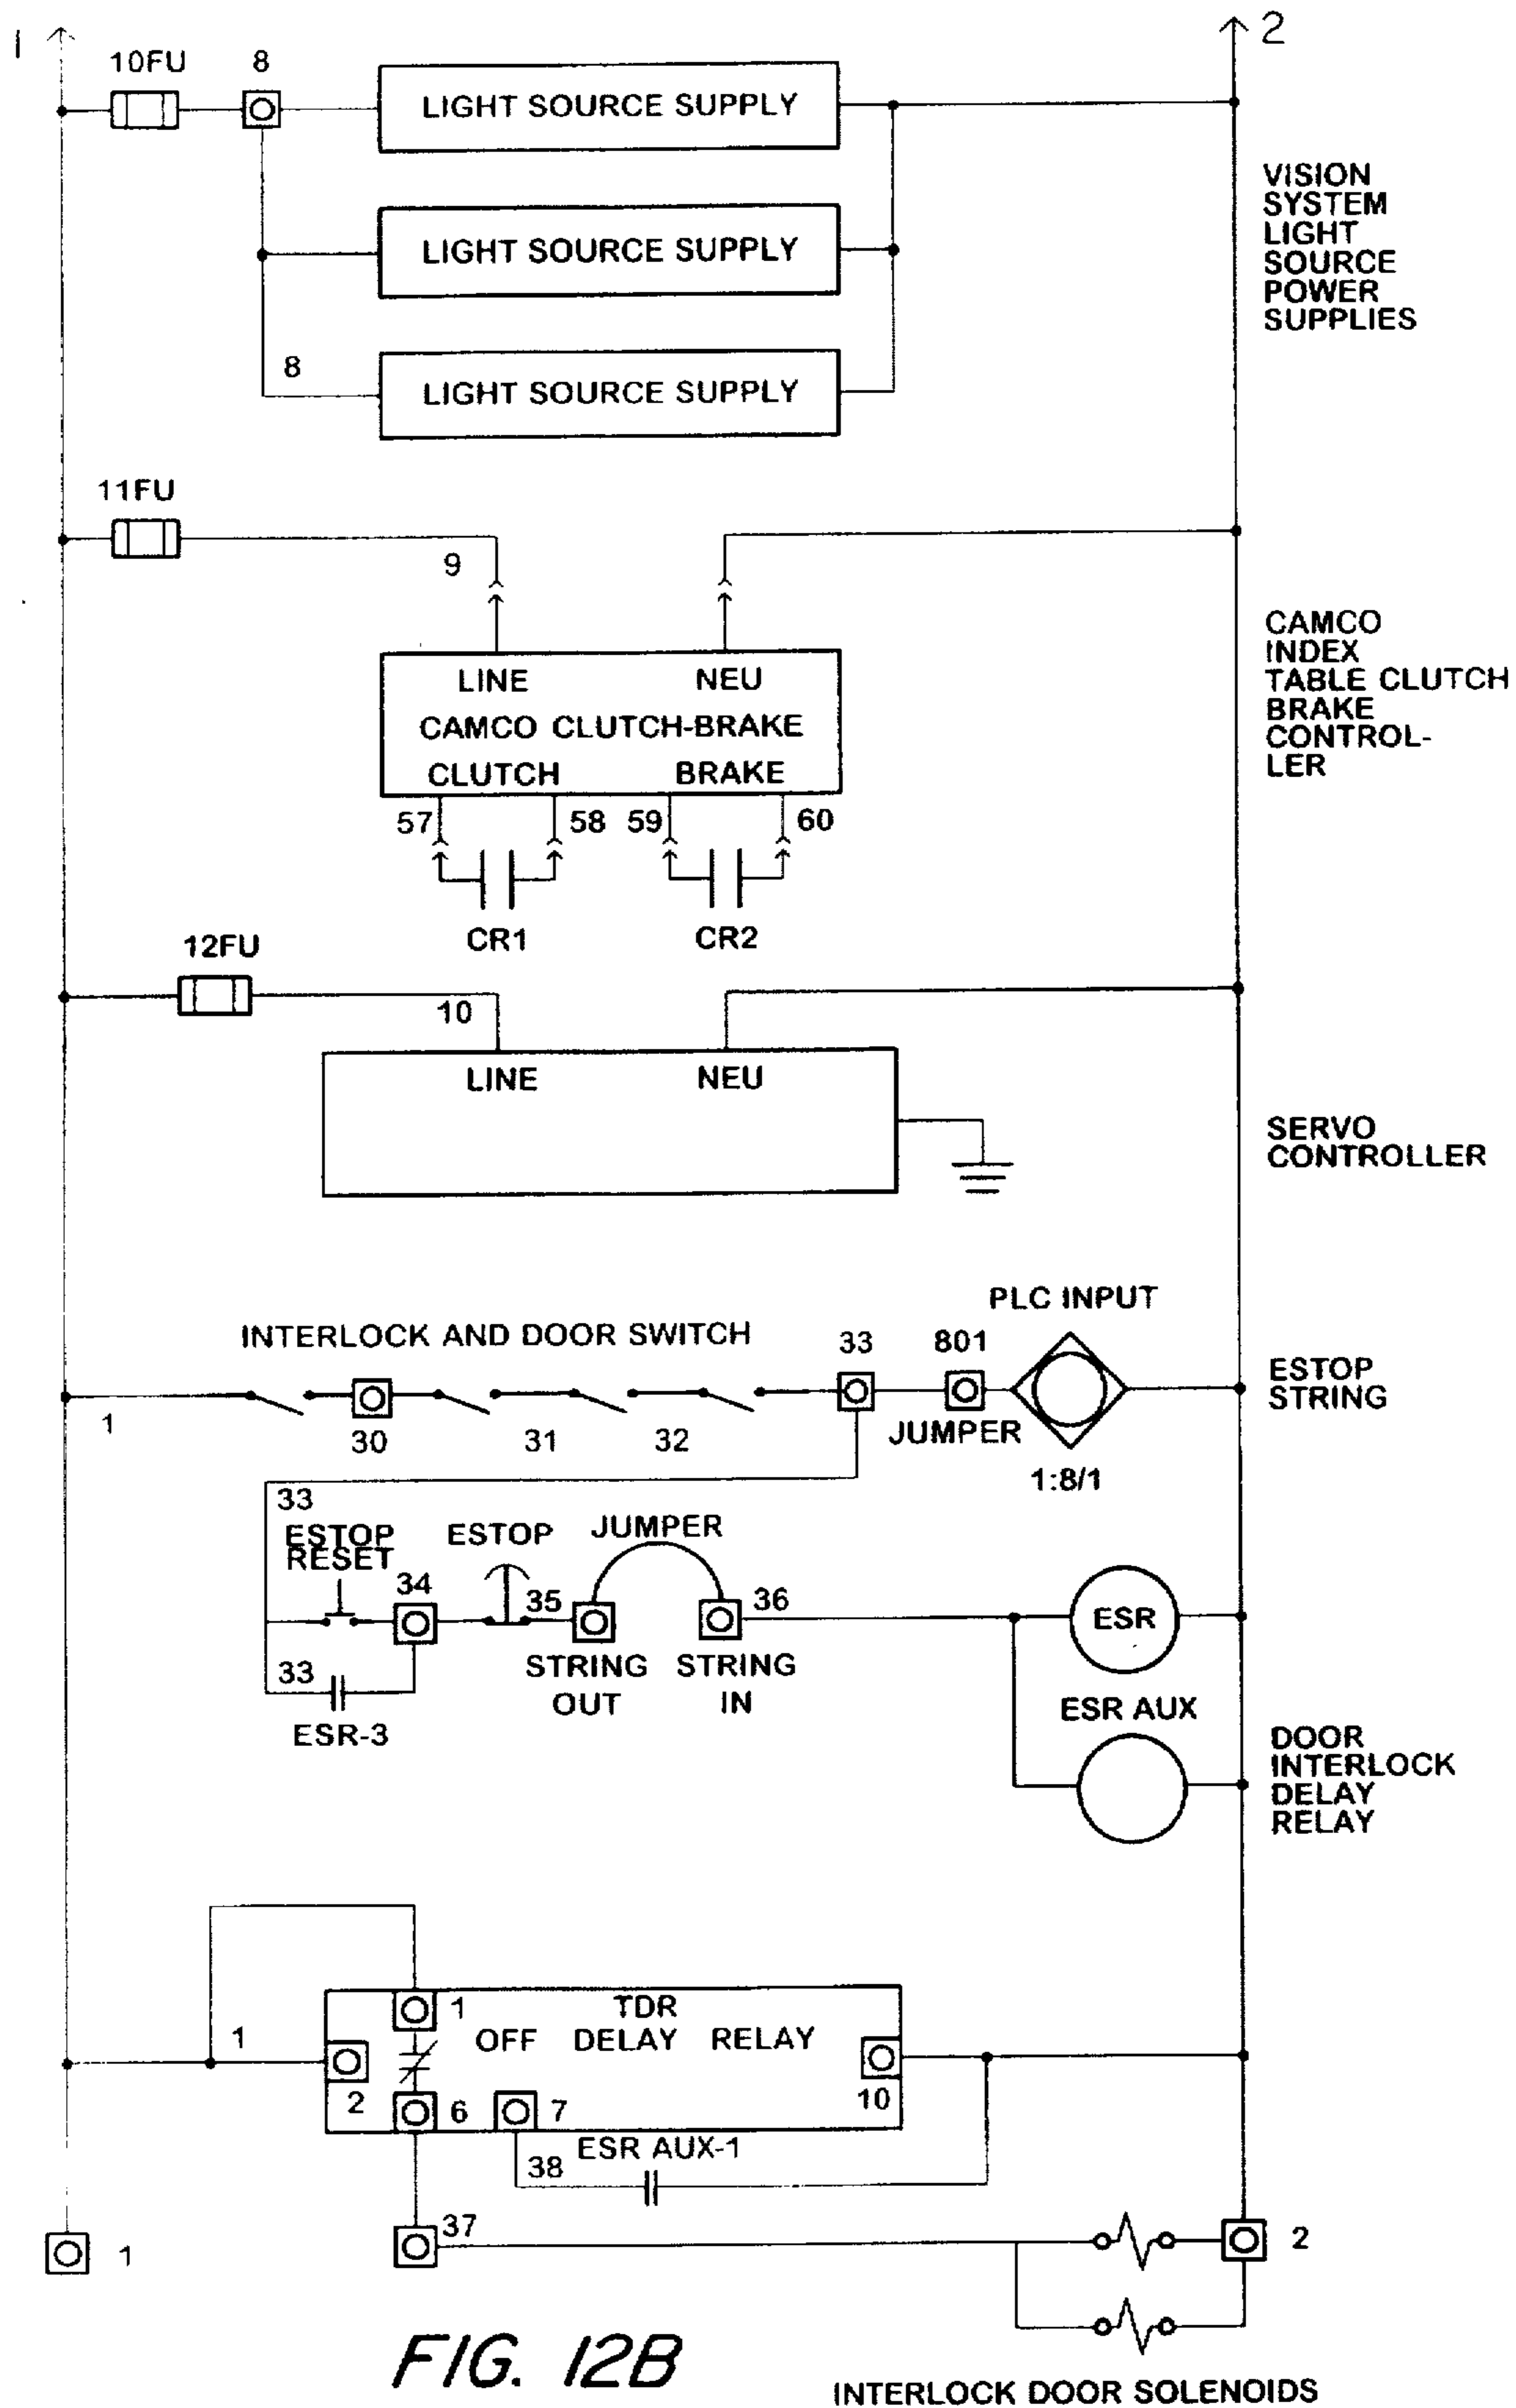 1
2
10FU
8
LIGHT SOURCE SUPPLY
LIGHT SOURCE SUPPLY
8
LIGHT SOURCE SUPPLY
VISION
SYSTEM
LIGHT
SOURCE
POWER
SUPPLIES
11FU
9
LINE NEU
CAMCO CLUTCH-BRAKE
CLUTCH BRAKE
57 58 59 60
CR1 CR2
CAMCO
INDEX
TABLE CLUTCH
BRAKE
CONTROL-
LER
12FU
10
LINE NEU
SERVO
CONTROLLER
PLC INPUT
INTERLOCK AND DOOR SWITCH
33 801
1 30 31 32
JUMPER
1:8/1
ESTOP
STRING
33
ESTOP
RESET
ESTOP
JUMPER
34 35 36
ESR
33
ESR-3
STRING
OUT
STRING
IN
ESR AUX
DOOR
INTERLOCK
DELAY
RELAY
1
1
TDR
OFF DELAY RELAY
2 6 7 10
38
ESR AUX-1
37
1
2
FIG. 12B
INTERLOCK DOOR SOLENOIDS